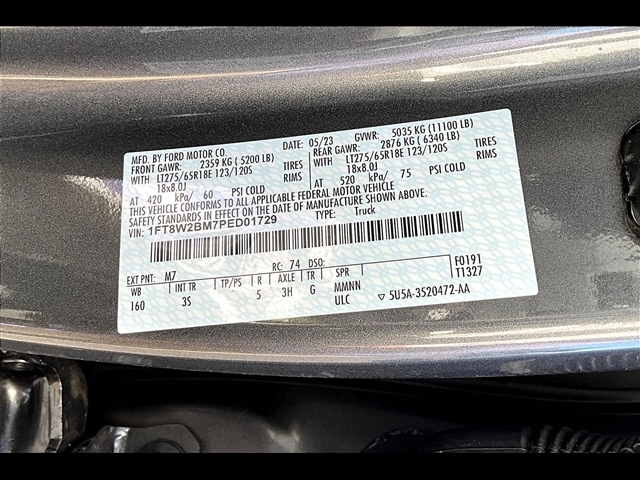 MFD. BY FORD MOTOR CO. DATE: 05/23 GVWR: 5035 KG (11100 LB)
FRONT GAWR: 2359 KG (5200 LB) REAR GAWR: 2876 KG (6340 LB)
WITH LT275/65R18E 123/120S TIRES WITH LT275/65R18E 123/120S TIRES
18x8.0J RIMS 18x8.0J RIMS
AT 420 kPa/ 60 PSI COLD AT 520 kPa/ 75 PSI COLD
THIS VEHICLE CONFORMS TO ALL APPLICABLE FEDERAL MOTOR VEHICLE
SAFETY STANDARDS IN EFFECT ON THE DATE OF MANUFACTURE SHOWN ABOVE.
VIN: 1FT8W2BM7PED01729 TYPE: Truck
F0191
T1327
EXT PNT: M7 RC: 74 DSO:
WB INT TR TP/PS R AXLE TR SPR
160 3S 5 3H G MMNN
ULC ▽ 5U5A-3520472-AA